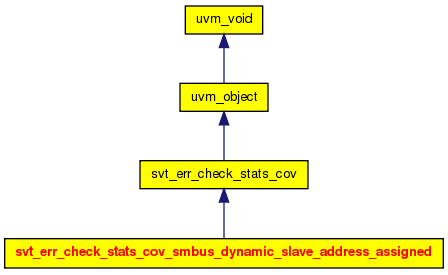 uvm_void
uvm_object
svt_err_check_stats_cov
svt_err_check_stats_cov_smbus_dynamic_slave_address_assigned